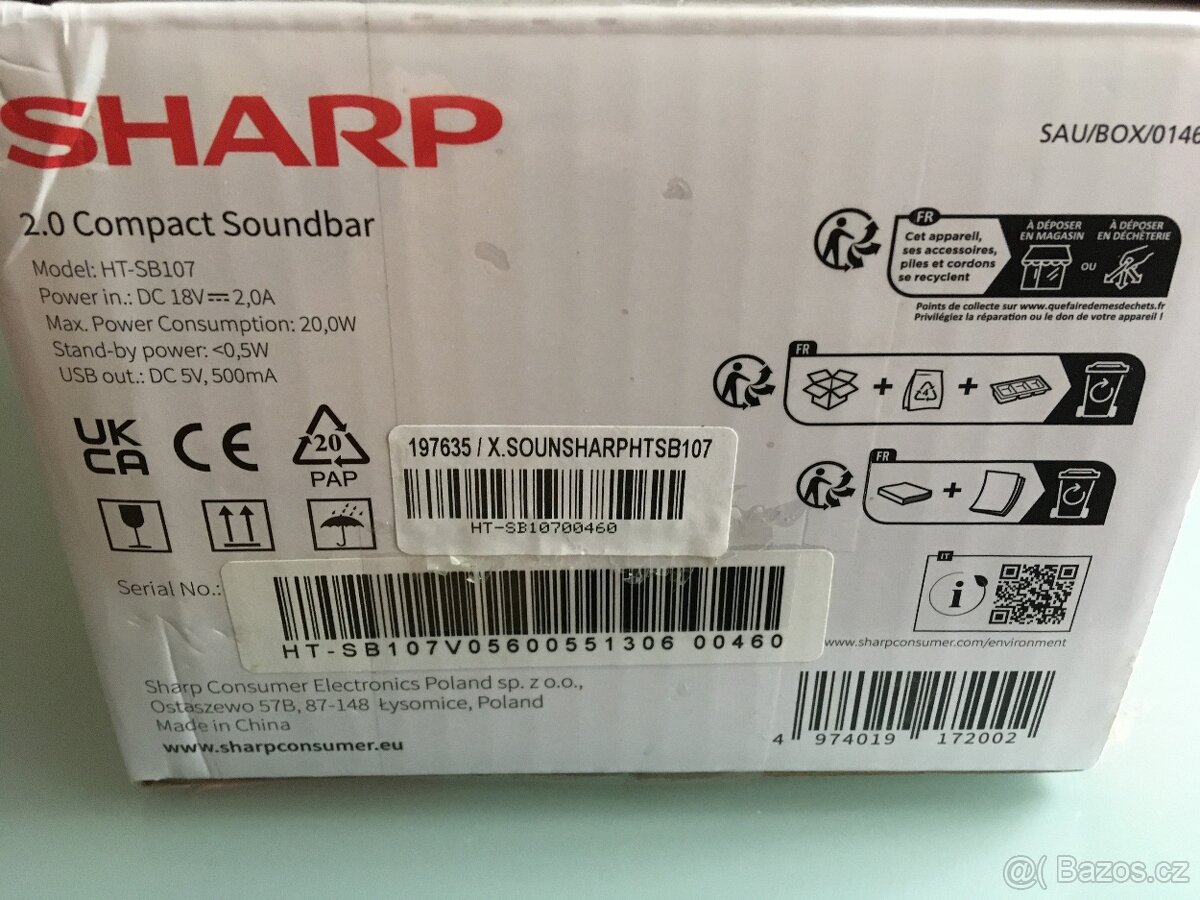 SHARP
SAU/BOX/0146
2.0 Compact Soundbar
Model: HT-SB107
Power in.: DC 18V⎓2,0A
Max. Power Consumption: 20,0W
Stand-by power: <0,5W
USB out.: DC 5V, 500mA
FR
Cet appareil,
ses accessoires,
piles et cordons
se recyclent
À DÉPOSER
EN MAGASIN
OU
À DÉPOSER
EN DÉCHÈTERIE
Points de collecte sur www.quefairedemesdechets.fr
Privilégiez la réparation ou le don de votre appareil !
FR
+
4
+
FR
+
UK
CA
CE
20
PAP
197635 / X.SOUNSHARPHTSB107
HT-SB10700460
Serial No.:
HT-SB107V05600551306 00460
IT
i
www.sharpconsumer.com/environment
Sharp Consumer Electronics Poland sp. z o.o.,
Ostaszewo 57B, 87-148 Łysomice, Poland
Made in China
www.sharpconsumer.eu
4 974019 172002
@( Bazos.cz